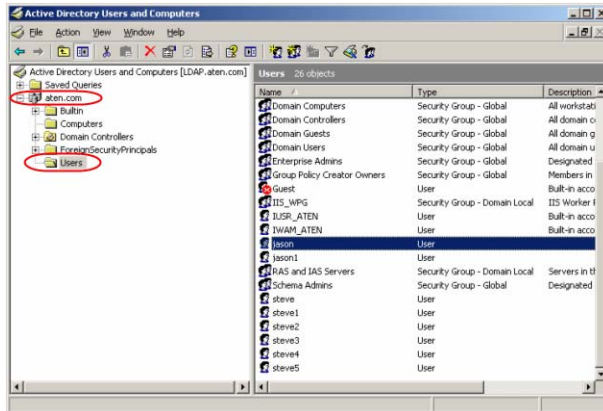 Active Directory Users and Computers
File Action View Window Help
Active Directory Users and Computers [LDAP.aten.com]
Saved Queries
aten.com
Builtin
Computers
Domain Controllers
ForeignSecurityPrincipals
Users
Users 26 objects
Name Type Description
Domain Computers Security Group - Global All workstati
Domain Controllers Security Group - Global All domain c
Domain Guests Security Group - Global All domain g
Domain Users Security Group - Global All domain u
Enterprise Admins Security Group - Global Designated
Group Policy Creator Owners Security Group - Global Members in
Guest User Built-in acco
IIS_WPG Security Group - Domain Local IIS Worker
IUSR_ATEN User Built-in acco
IWAM_ATEN User Built-in acco
jason User
jason1 User
RAS and IAS Servers Security Group - Domain Local Servers in th
Schema Admins Security Group - Global Designated
steve User
steve1 User
steve2 User
steve3 User
steve4 User
steve5 User